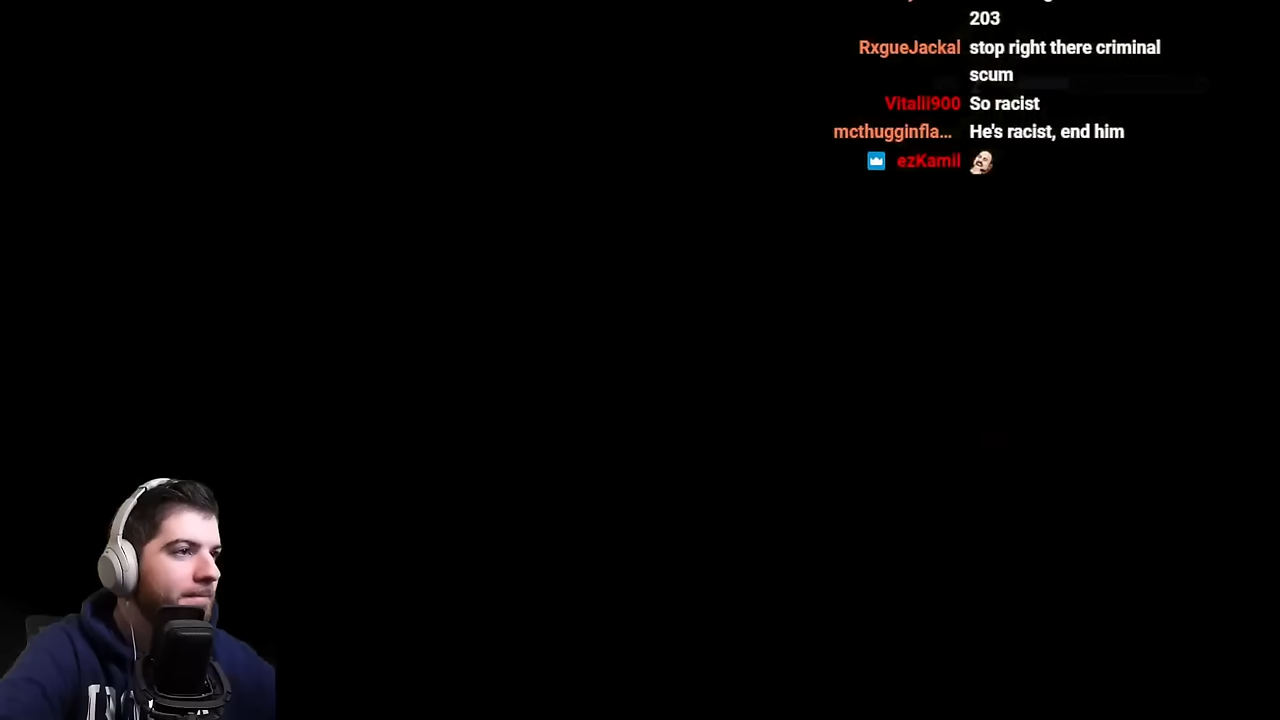 203
RxgueJackal stop right there criminal
scum
Vitalii900 So racist
mcthugginfla... He's racist, end him
ezKamil